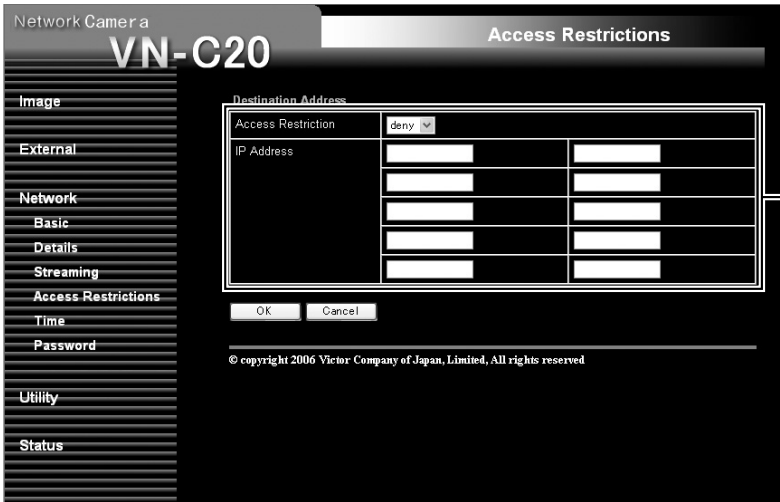 Network Camera
VN-C20
Access Restrictions
Image
External
Network
Basic
Details
Streaming
Access Restrictions
Time
Password
Utility
Status
Destination Address
Access Restriction
deny
IP Address
OK
Cancel
© copyright 2006 Victor Company of Japan, Limited, All rights reserved